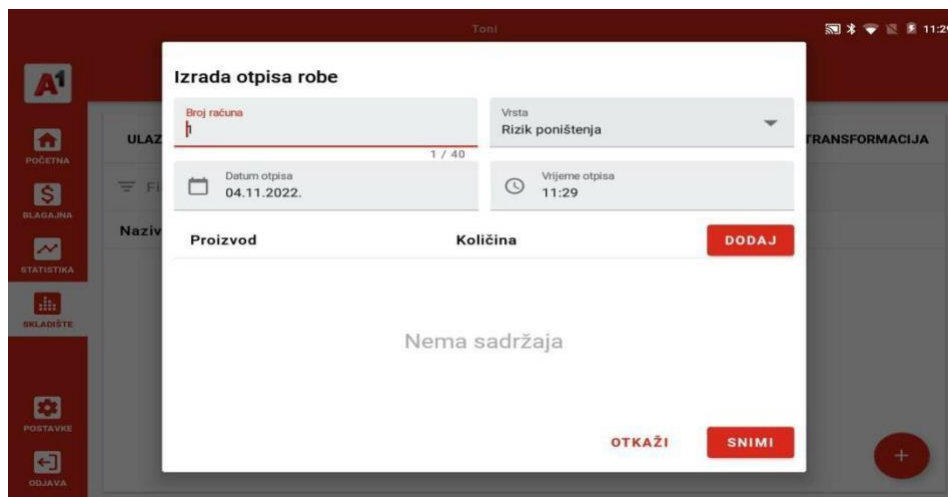 Toni
11:29
A1
Izrada otpisa robe
Broj računa
1
1 / 40
Vrsta
Rizik poništenja
Datum otpisa
04.11.2022.
Vrijeme otpisa
11:29
Proizvod Količina DODAJ
Nema sadržaja
OTKAŽI SNIMI
POČETNA
BLAGAJNA
STATISTIKA
SKLADIŠTE
POSTAVKE
ODJAVA
ULAZ
TRANSFORMACIJA
Fi
Naziv